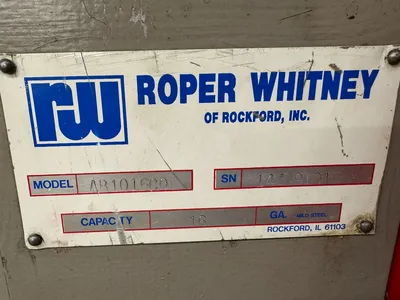 rw ROPER WHITNEY
OF ROCKFORD, INC.
MODEL SN
CAPACITY 16 GA. MILD STEEL
ROCKFORD, IL 61103